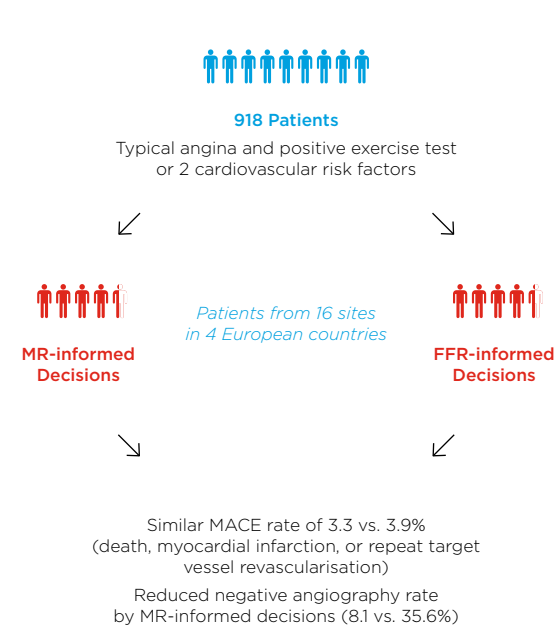 918 Patients
Typical angina and positive exercise test
or 2 cardiovascular risk factors
Patients from 16 sites
in 4 European countries
MR-informed
Decisions
FFR-informed
Decisions
Similar MACE rate of 3.3 vs. 3.9%
(death, myocardial infarction, or repeat target
vessel revascularisation)
Reduced negative angiography rate
by MR-informed decisions (8.1 vs. 35.6%)